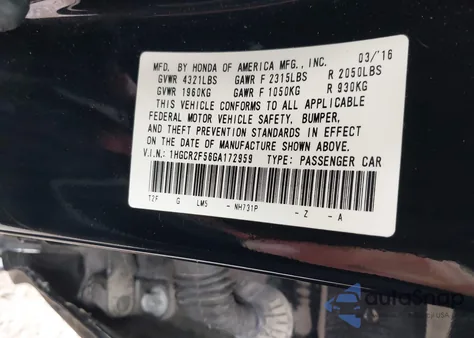 MFD. BY HONDA OF AMERICA MFG., INC. 03/'16
GVWR 4321LBS GAWR F 2315LBS R 2050LBS
GVWR 1960KG GAWR F 1050KG R 930KG
THIS VEHICLE CONFORMS TO ALL APPLICABLE
FEDERAL MOTOR VEHICLE SAFETY, BUMPER,
AND THEFT PREVENTION STANDARDS IN EFFECT
ON THE DATE OF MANUFACTURE SHOWN ABOVE.
V.I.N.: 1HGCR2F56GA172959 TYPE: PASSENGER CAR
T2F G LM5 - NH731P - Z - A
autoSnap